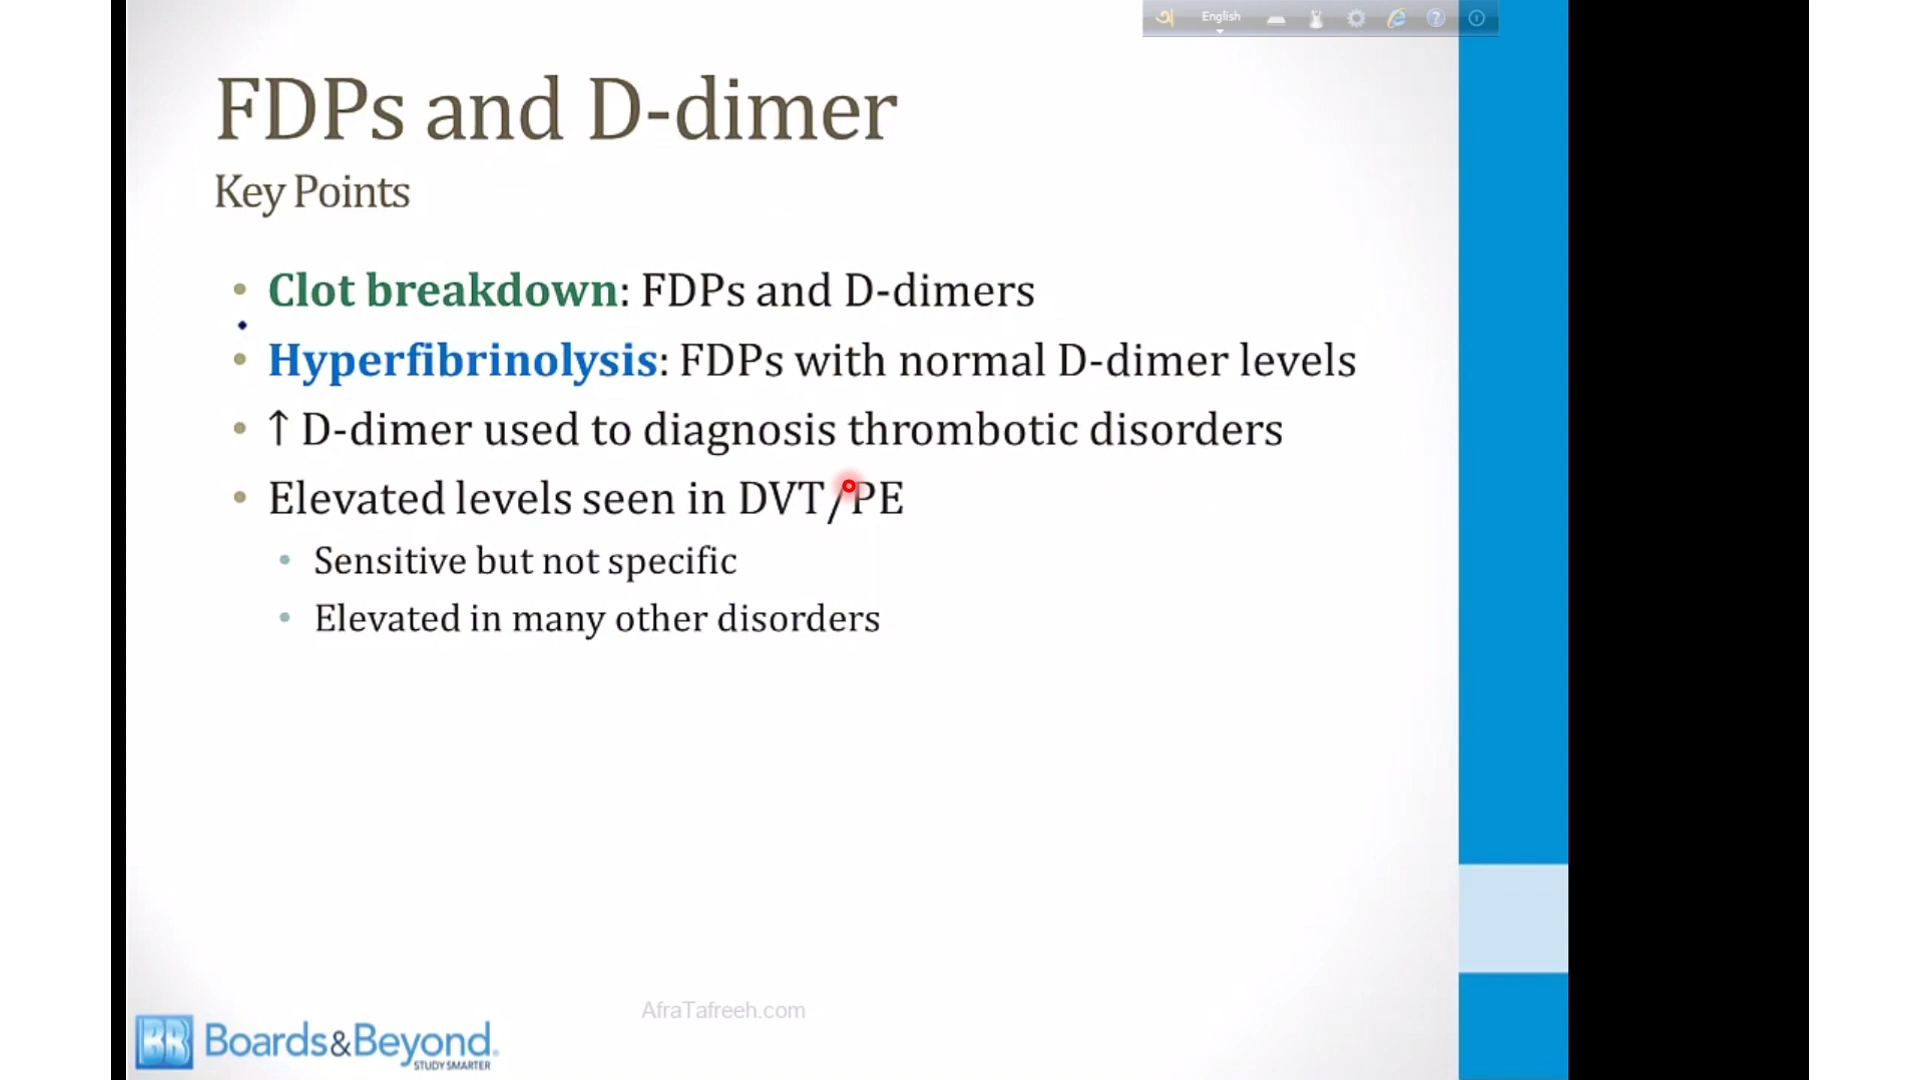 English
FDPs and D-dimer
Key Points
• Clot breakdown: FDPs and D-dimers
• Hyperfibrinolysis: FDPs with normal D-dimer levels
• ↑ D-dimer used to diagnosis thrombotic disorders
• Elevated levels seen in DVT/PE
• Sensitive but not specific
• Elevated in many other disorders
AfraTafreeh.com
BB Boards&Beyond.
STUDY SMARTER